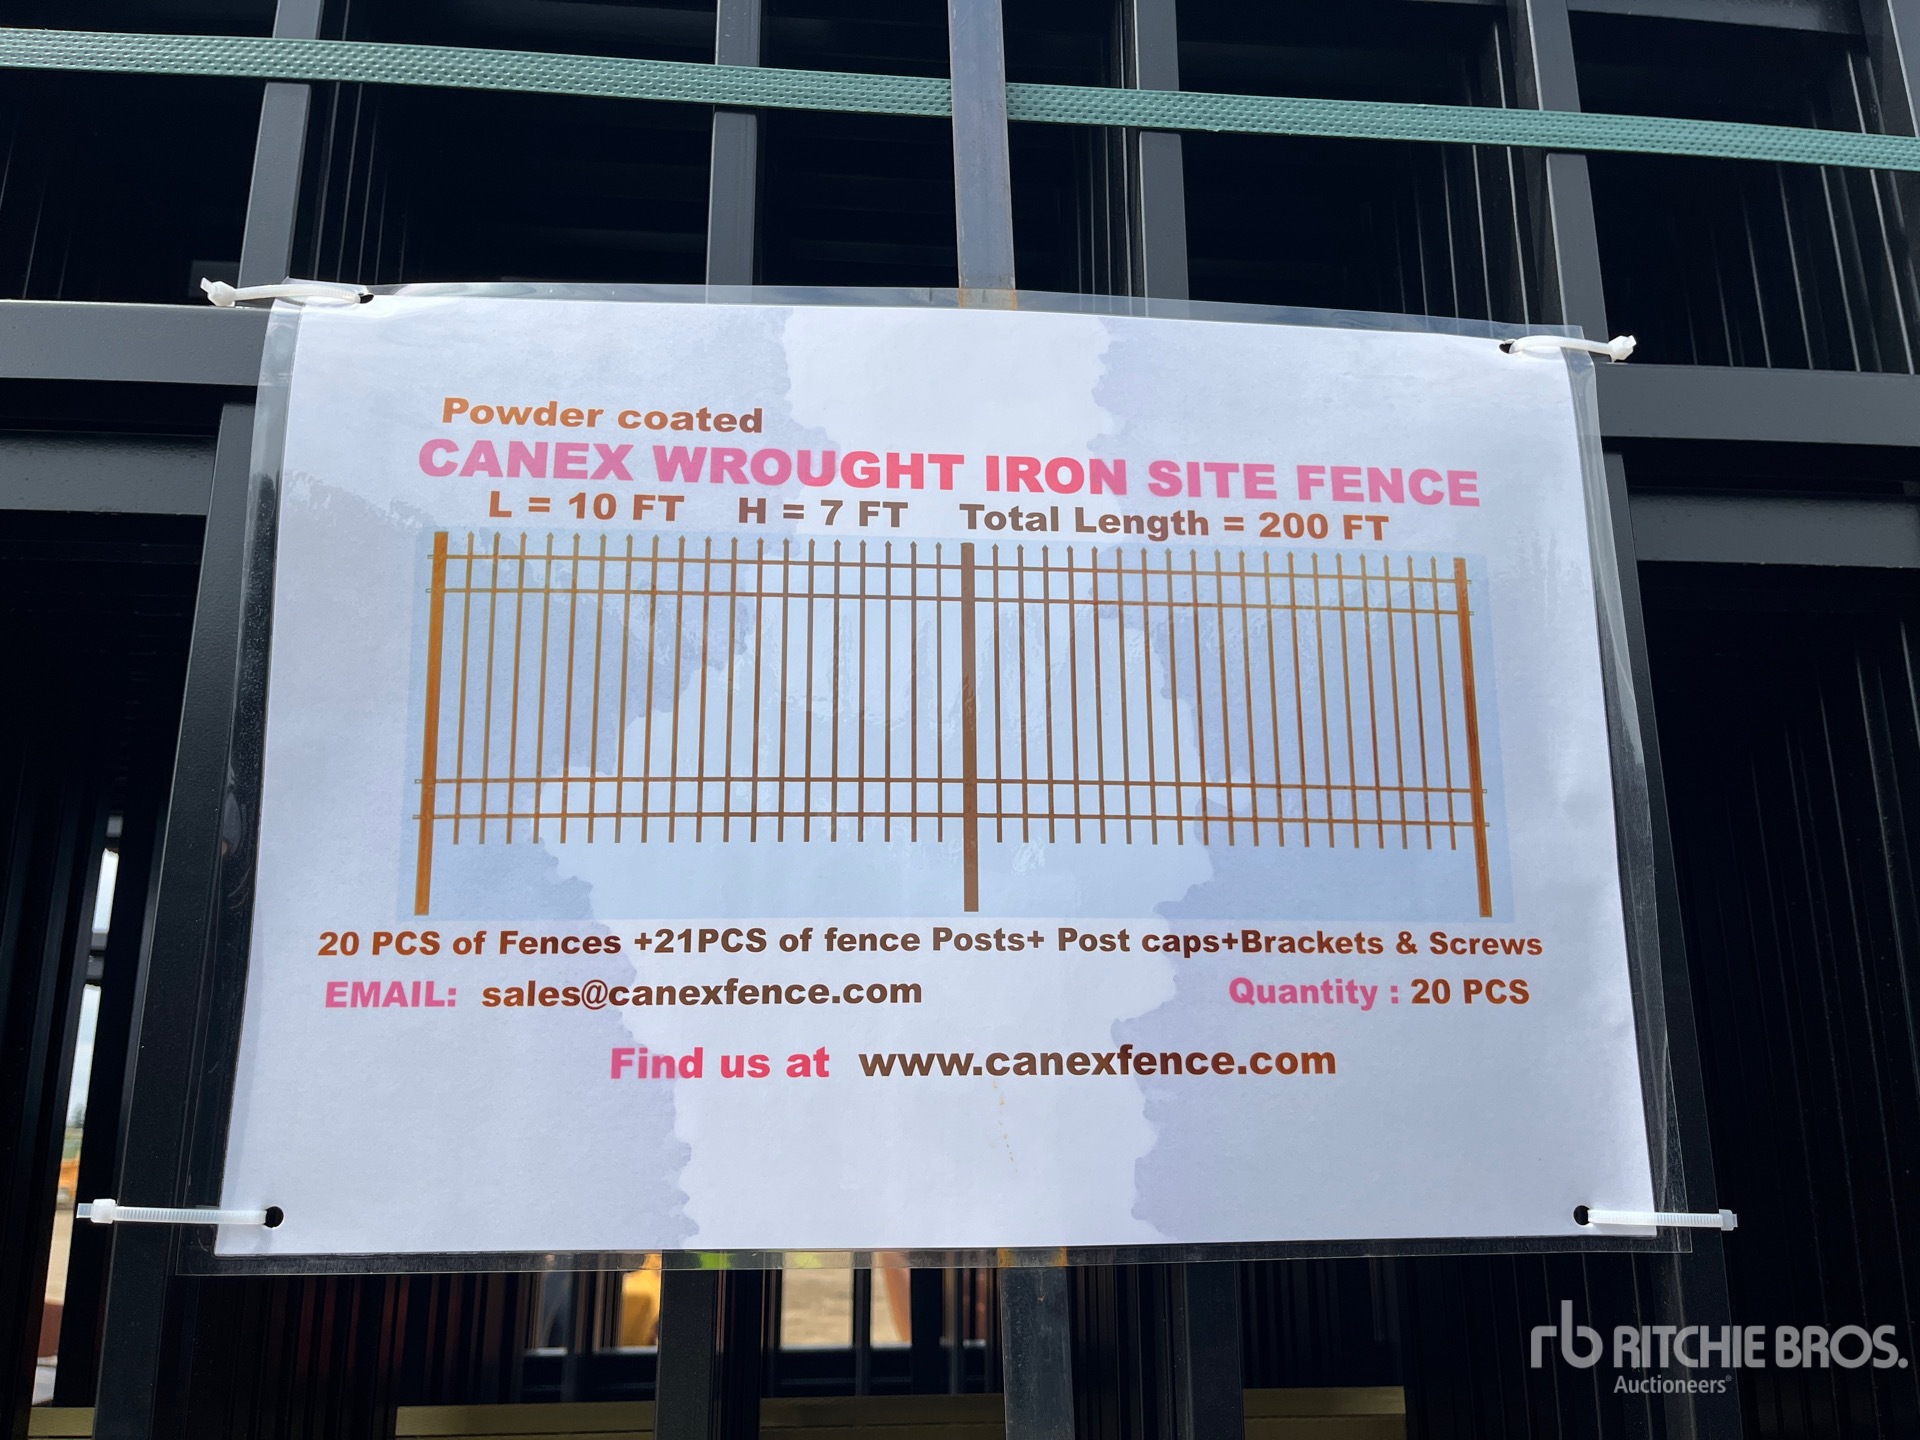 Powder coated
CANEX WROUGHT IRON SITE FENCE
L = 10 FT H = 7 FT Total Length = 200 FT
20 PCS of Fences +21PCS of fence Posts+ Post caps+Brackets & Screws
EMAIL: sales@canexfence.com Quantity : 20 PCS
Find us at www.canexfence.com
rb RITCHIE BROS.
Auctioneers®